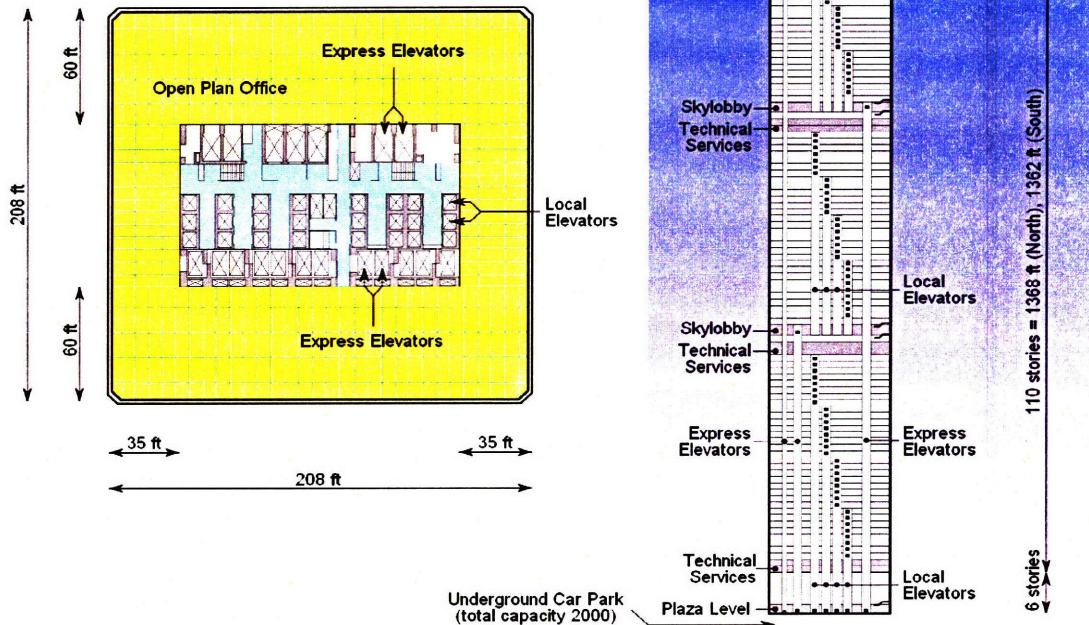 60 ft
208 ft
60 ft
Express Elevators
Open Plan Office
Local
Elevators
Express Elevators
35 ft
35 ft
208 ft
Skylobby
Technical
Services
Local
Elevators
Skylobby
Technical
Services
Express
Elevators
Express
Elevators
Technical
Services
Local
Elevators
Plaza Level
Underground Car Park
(total capacity 2000)
110 stories = 1368 ft (North), 1362 ft (South)
6 stories